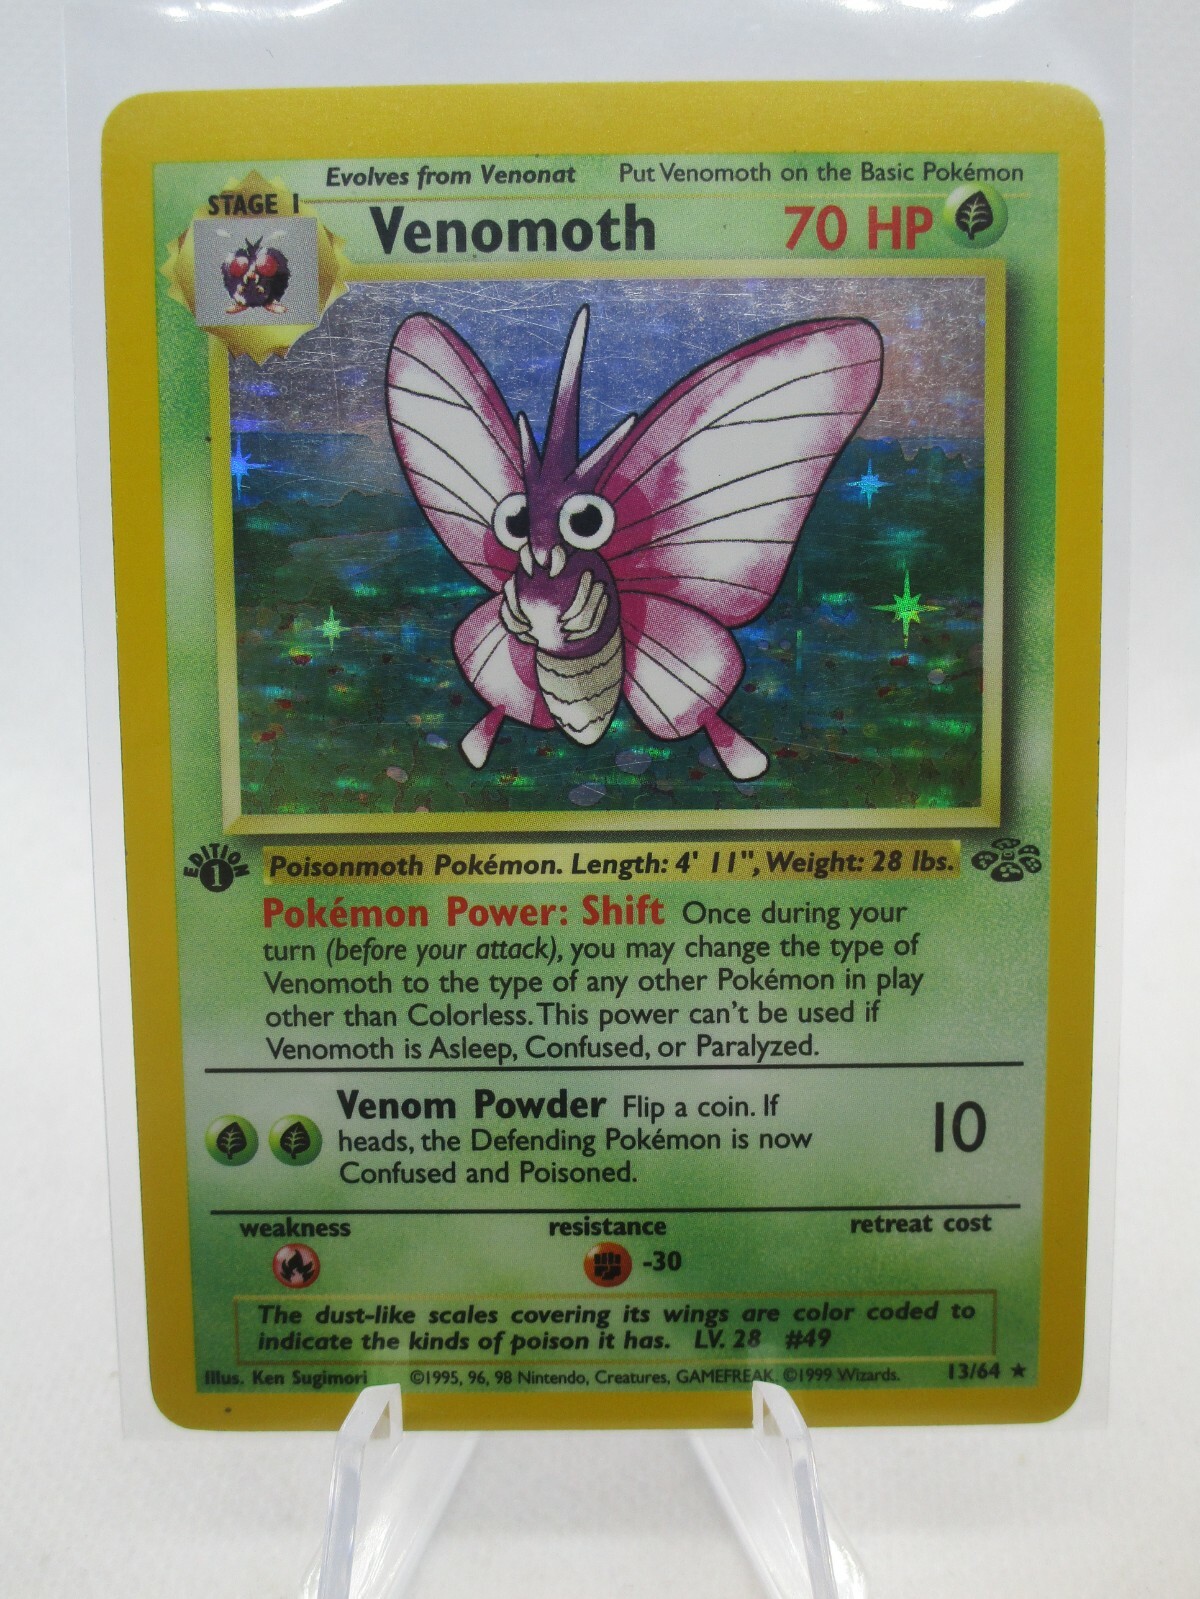 Evolves from Venonat Put Venomoth on the Basic Pokémon
STAGE 1
Venomoth 70 HP
EDITION
1
Poisonmoth Pokémon. Length: 4' 11", Weight: 28 lbs.
Pokémon Power: Shift Once during your
turn (before your attack), you may change the type of
Venomoth to the type of any other Pokémon in play
other than Colorless. This power can't be used if
Venomoth is Asleep, Confused, or Paralyzed.
Venom Powder Flip a coin. If
heads, the Defending Pokémon is now
Confused and Poisoned.
10
weakness resistance retreat cost
-30
The dust-like scales covering its wings are color coded to
indicate the kinds of poison it has. LV. 28 #49
Illus. Ken Sugimori ©1995, 96, 98 Nintendo, Creatures, GAMEFREAK. ©1999 Wizards. 13/64 ★